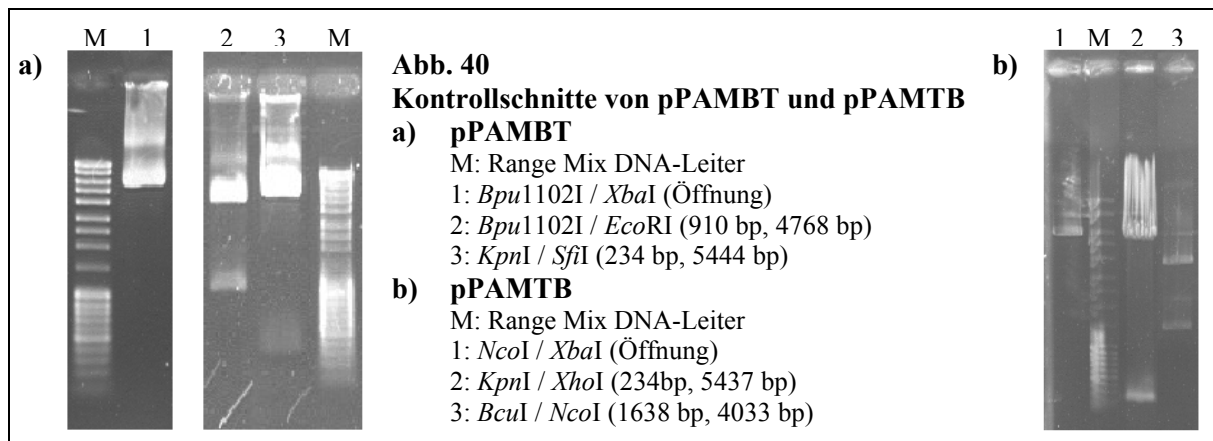 M 1 2 3 M
a)
Abb. 40
Kontrollschnitte von pPAMBT und pPAMTB
a) pPAMBT
M: Range Mix DNA-Leiter
1: Bpu1102I / XbaI (Öffnung)
2: Bpu1102I / EcoRI (910 bp, 4768 bp)
3: KpnI / SfiI (234 bp, 5444 bp)
b) pPAMTB
M: Range Mix DNA-Leiter
1: NcoI / XbaI (Öffnung)
2: KpnI / XhoI (234bp, 5437 bp)
3: BcuI / NcoI (1638 bp, 4033 bp)
b)
1 M 2 3